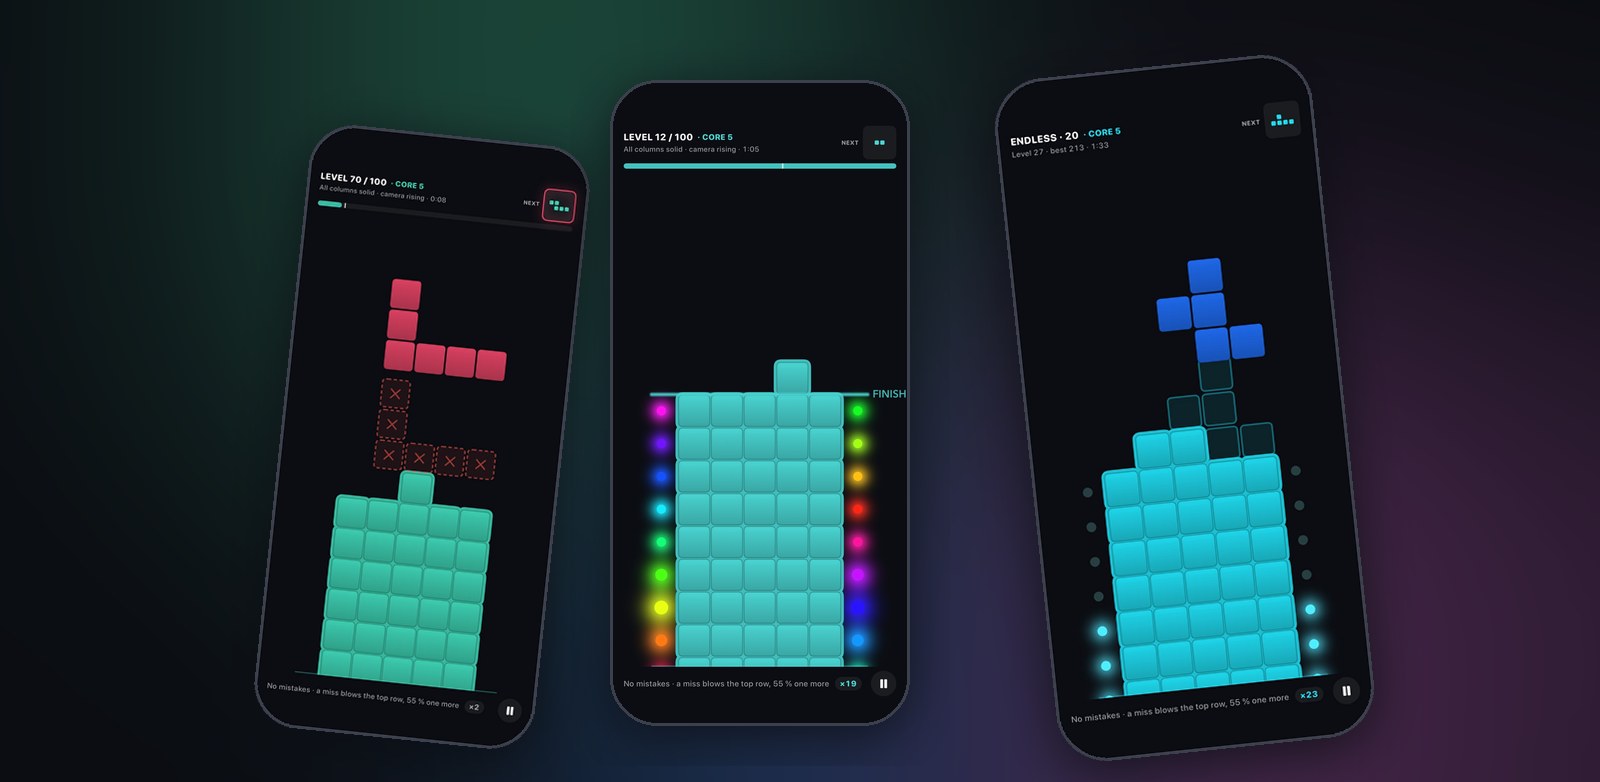 LEVEL 70 / 100 · CORE 5
All columns solid · camera rising · 0:08
NEXT
No mistakes · a miss blows the top row, 55 % one more
×2
LEVEL 12 / 100 · CORE 5
All columns solid · camera rising · 1:05
NEXT
FINISH
No mistakes · a miss blows the top row, 55 % one more
×19
ENDLESS · 20 · CORE 5
Level 27 · best 213 · 1:33
NEXT
No mistakes · a miss blows the top row, 55 % one more
×23